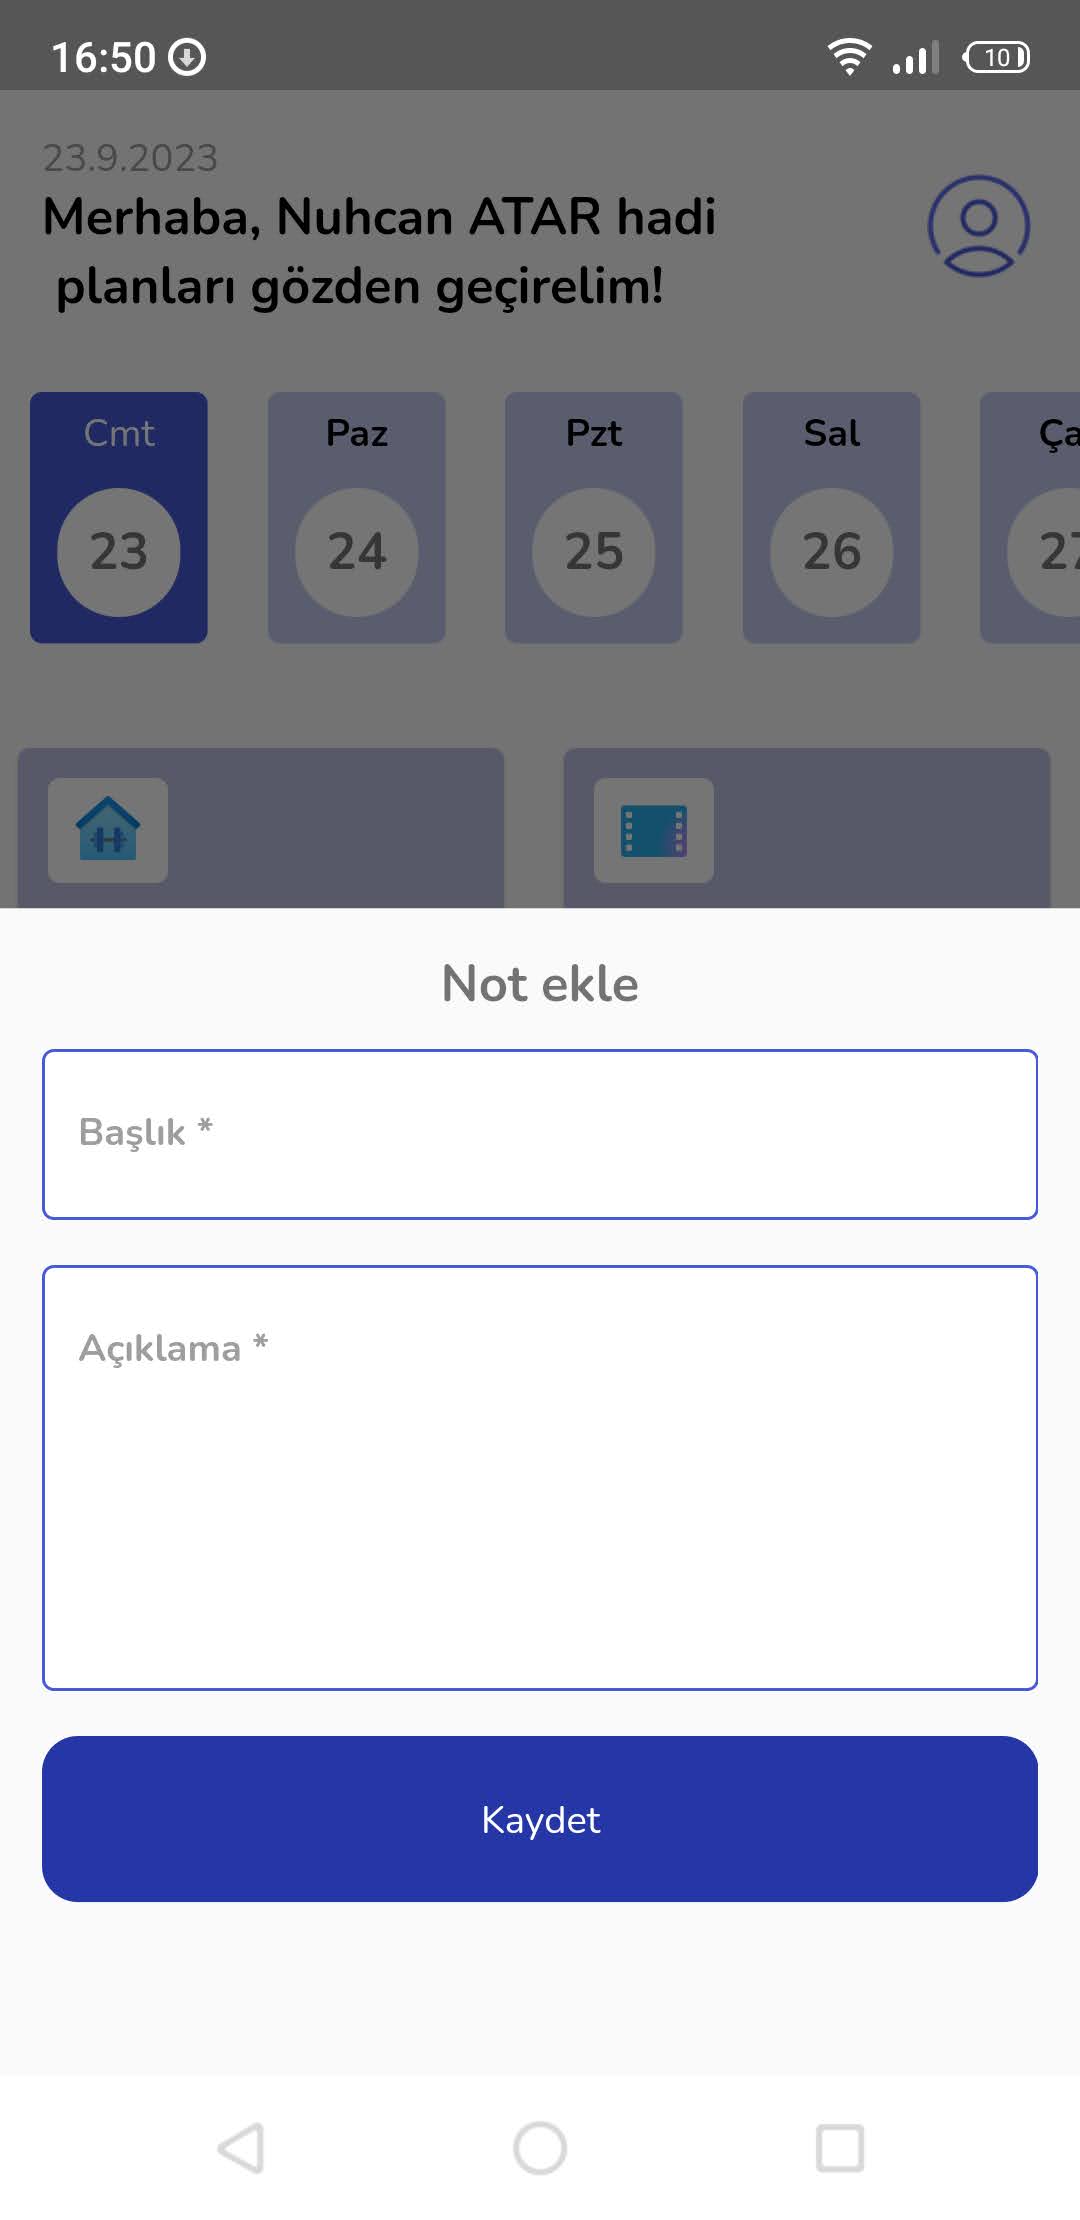 16:50
10
23.9.2023
Merhaba, Nuhcan ATAR hadi
planları gözden geçirelim!
Cmt Paz Pzt Sal Ça
23 24 25 26 27
Not ekle
Başlık *
Açıklama *
Kaydet